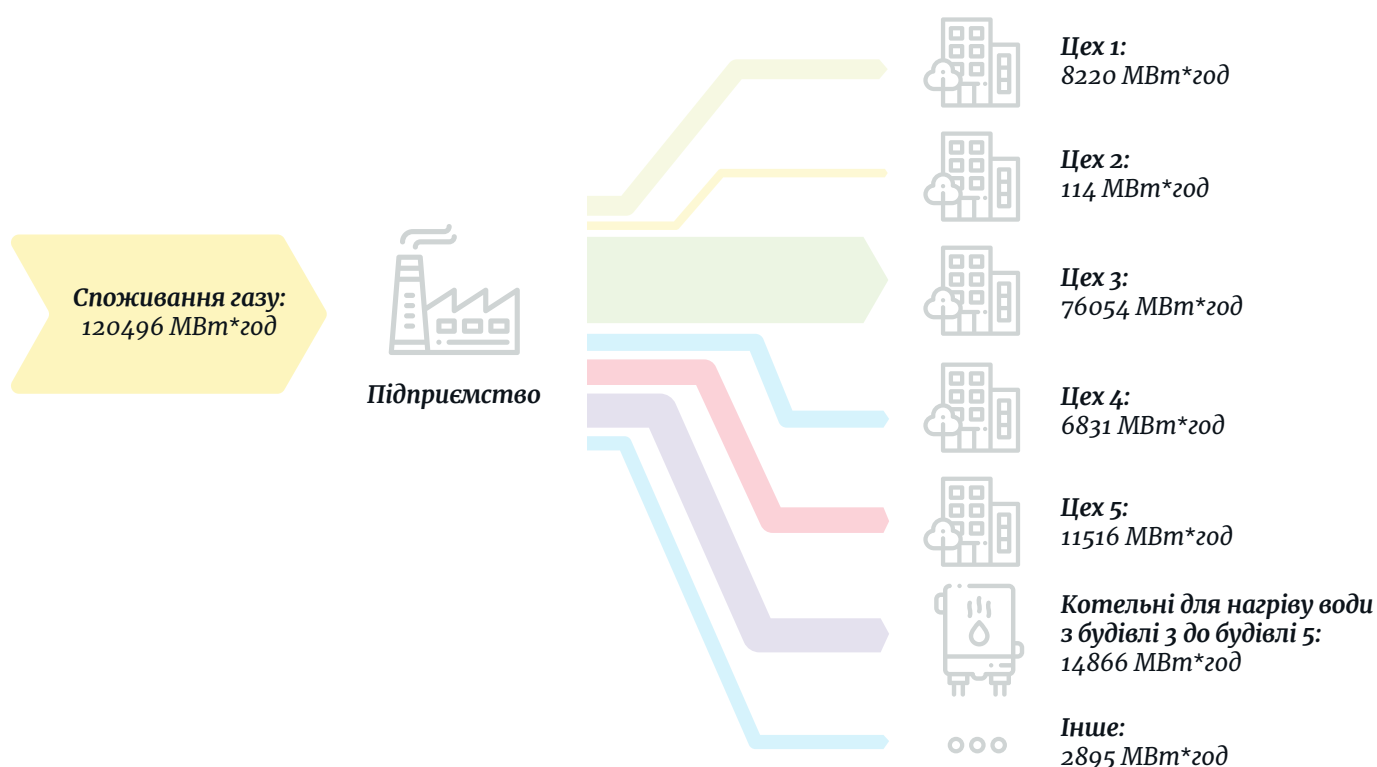 Цех 1:
8220 МВт*год
Цех 2:
114 МВт*год
Споживання газу:
120496 МВт*год
Підприємство
Цех 3:
76054 МВт*год
Цех 4:
6831 МВт*год
Цех 5:
11516 МВт*год
Котельні для нагріву води
з будівлі 3 до будівлі 5:
14866 МВт*год
Інше:
2895 МВт*год